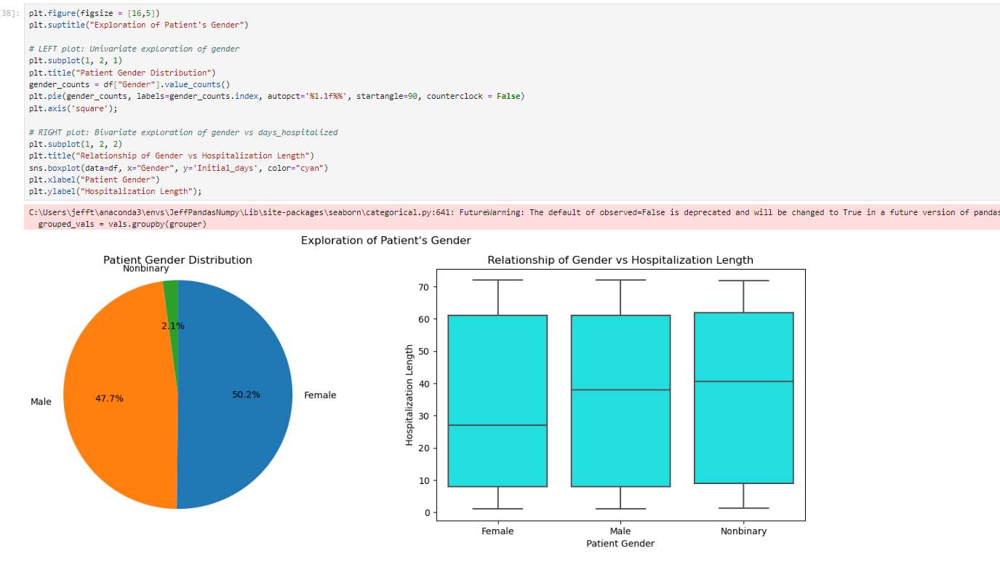 [38]:
plt.figure(figsize = [16,5])
plt.suptitle("Exploration of Patient's Gender")
# LEFT plot: Univariate exploration of gender
plt.subplot(1, 2, 1)
plt.title("Patient Gender Distribution")
gender_counts = df["Gender"].value_counts()
plt.pie(gender_counts, labels=gender_counts.index, autopct='%1.1f%%', startangle=90, counterclock = False)
plt.axis('square');
# RIGHT plot: Bivariate exploration of gender vs days_hospitalized
plt.subplot(1, 2, 2)
plt.title("Relationship of Gender vs Hospitalization Length")
sns.boxplot(data=df, x="Gender", y='Initial_days', color="cyan")
plt.xlabel("Patient Gender")
plt.ylabel("Hospitalization Length");
C:\Users\jefft\anaconda3\envs\JeffPandasNumpy\Lib\site-packages\seaborn\categorical.py:641: FutureWarning: The default of observed=False is deprecated and will be changed to True in a future version of pandas
grouped_vals = vals.groupby(grouper)
Exploration of Patient's Gender
Patient Gender Distribution
Nonbinary
2.1%
Male
47.7%
50.2%
Female
Relationship of Gender vs Hospitalization Length
Hospitalization Length
70
60
50
40
30
20
10
0
Female
Male
Nonbinary
Patient Gender